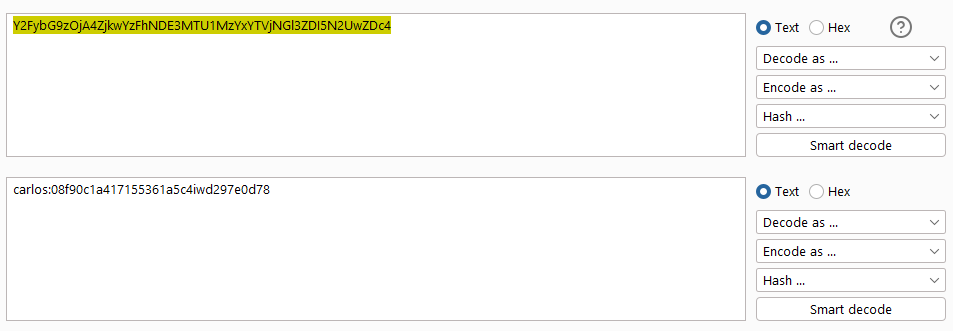 Y2FybG9zOjA4ZjkwYzFhNDE3MTU1MzYxYTVjNGl3ZDI5N2UwZDc4
Text Hex ?
Decode as ...
Encode as ...
Hash ...
Smart decode
carlos:08f90c1a417155361a5c4iwd297e0d78
Text Hex
Decode as ...
Encode as ...
Hash ...
Smart decode